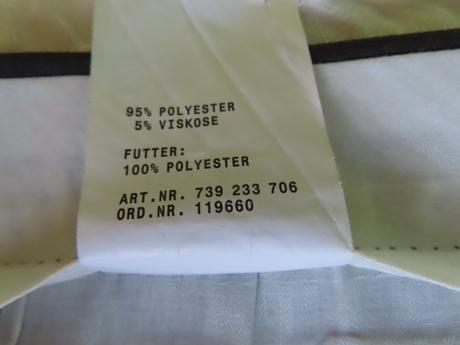 95% POLYESTER
5% VISKOSE
FUTTER:
100% POLYESTER
ART.NR. 739 233 706
ORD.NR. 119660